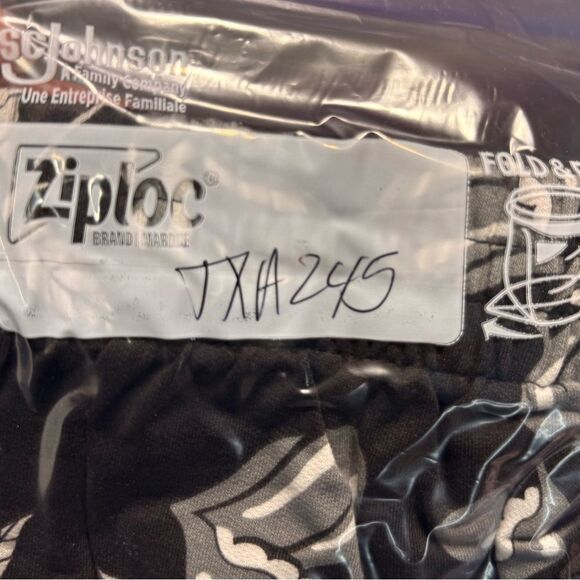 SC Johnson
A Family Company
Une Entreprise Familiale
Ziploc®
BRAND | MARQUE
JXA245
FOLD &